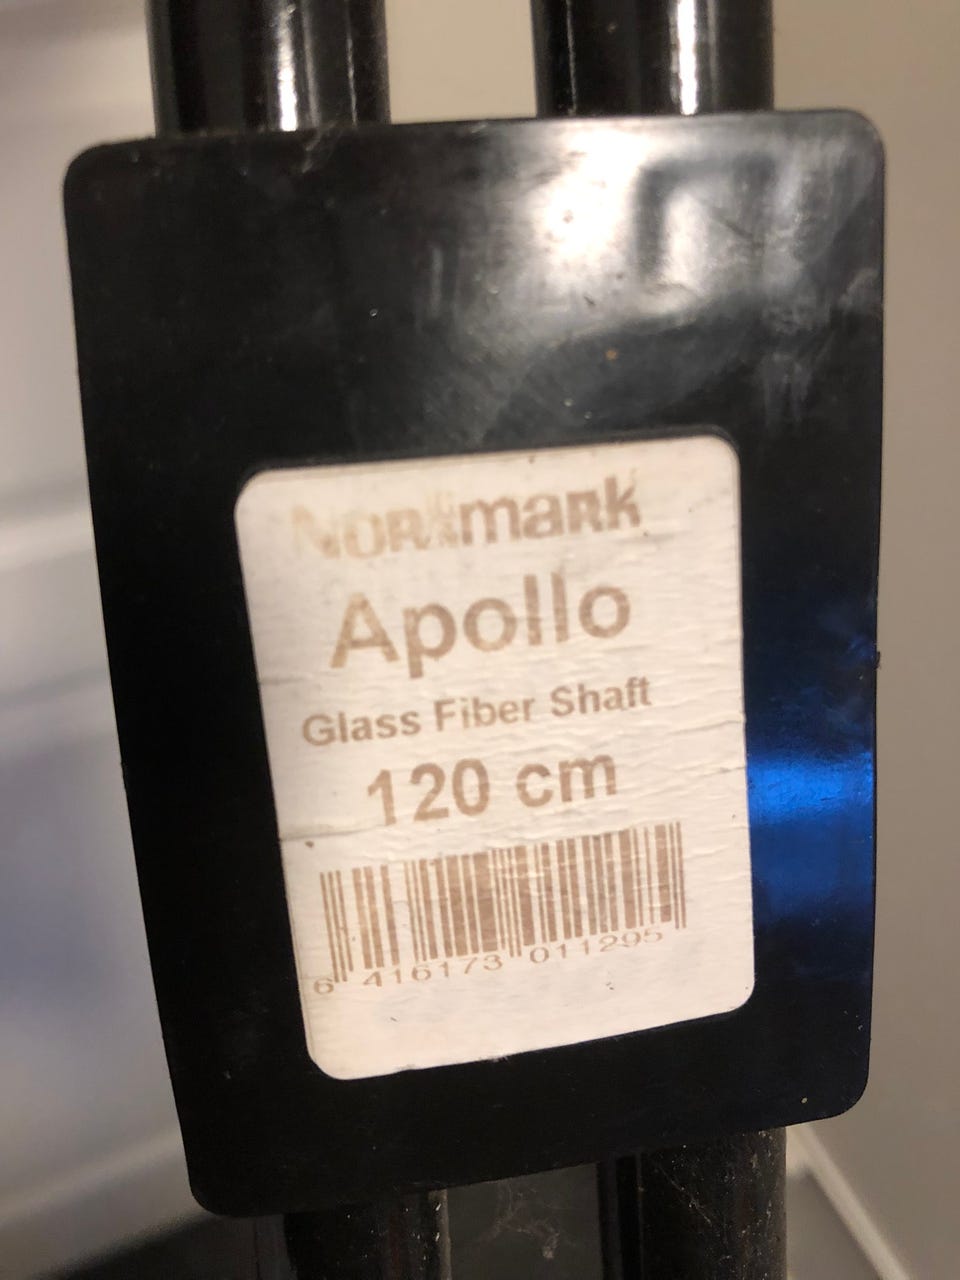 Normark
Apollo
Glass Fiber Shaft
120 cm
6 416173 011295